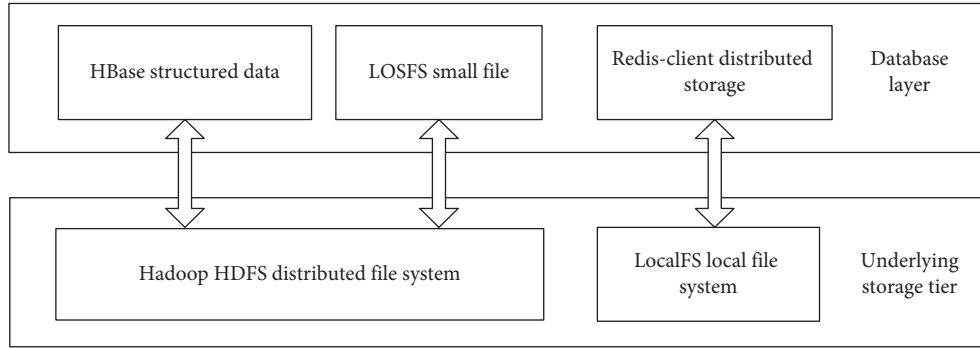 HBase structured data
LOSFS small file
Redis-client distributed
storage
Database
layer
Hadoop HDFS distributed file system
LocalFS local file
system
Underlying
storage tier